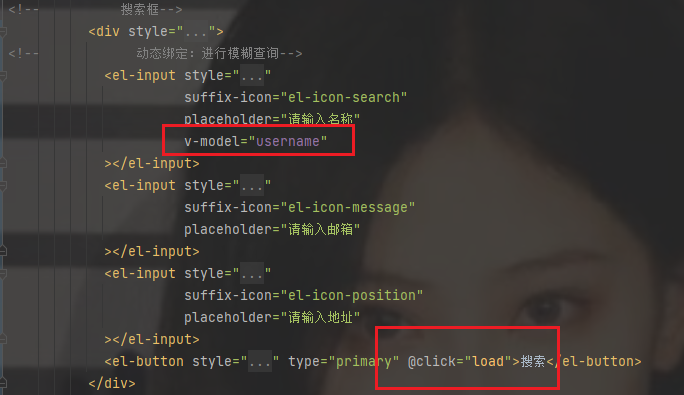 <!--          搜索框-->
<div style="...">
<!--            动态绑定：进行模糊查询-->
<el-input style="..."
suffix-icon="el-icon-search"
placeholder="请输入名称"
v-model="username"
></el-input>
<el-input style="..."
suffix-icon="el-icon-message"
placeholder="请输入邮箱"
></el-input>
<el-input style="..."
suffix-icon="el-icon-position"
placeholder="请输入地址"
></el-input>
<el-button style="..." type="primary" @click="load">搜索</el-button>
</div>